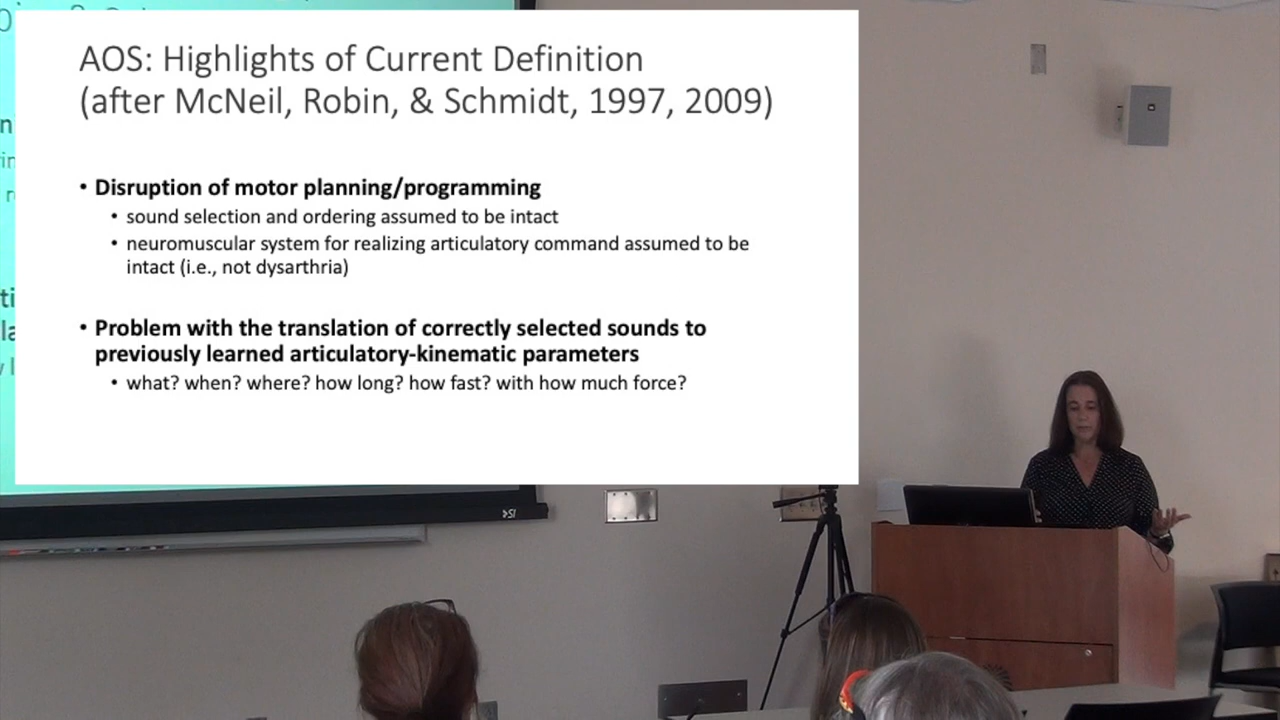 AOS: Highlights of Current Definition
(after McNeil, Robin, & Schmidt, 1997, 2009)
• Disruption of motor planning/programming
• sound selection and ordering assumed to be intact
• neuromuscular system for realizing articulatory command assumed to be
intact (i.e., not dysarthria)
• Problem with the translation of correctly selected sounds to
previously learned articulatory-kinematic parameters
• what? when? where? how long? how fast? with how much force?